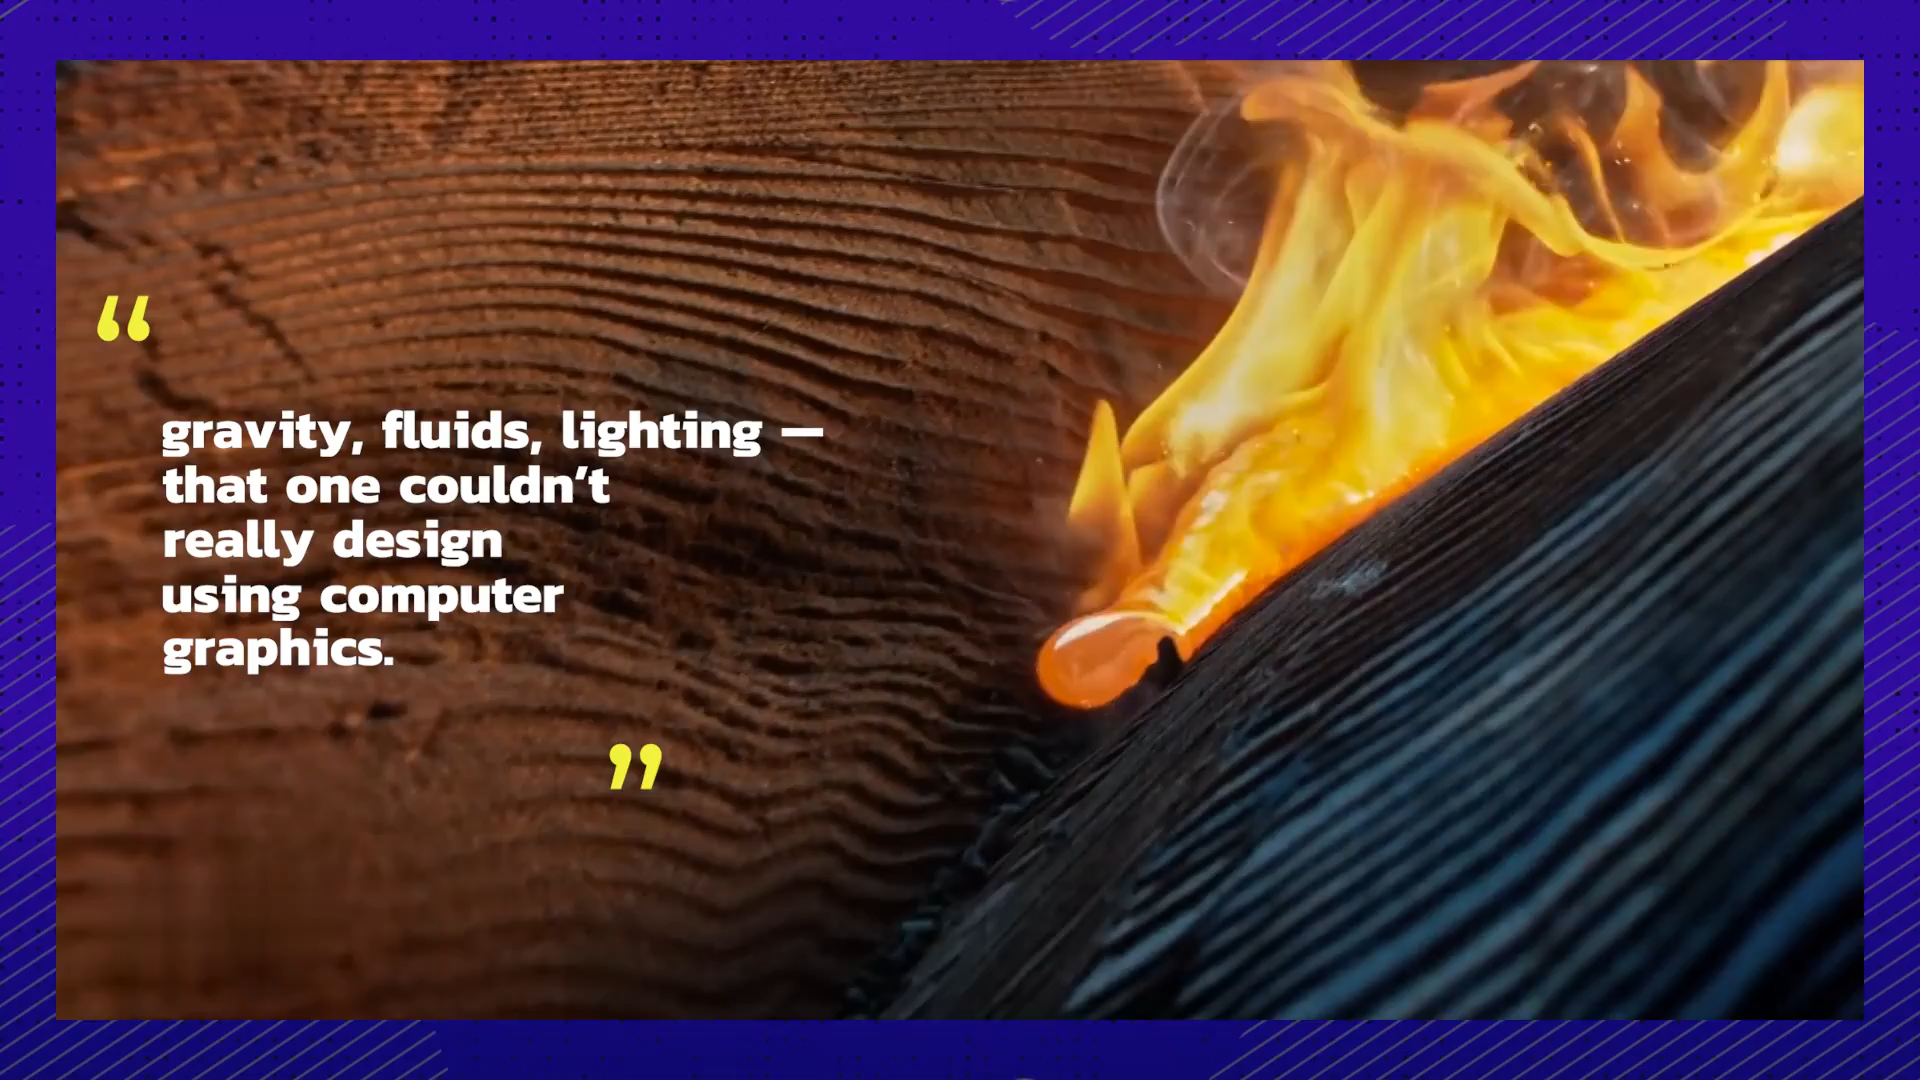 “
gravity, fluids, lighting —
that one couldn’t
really design
using computer
graphics.
”